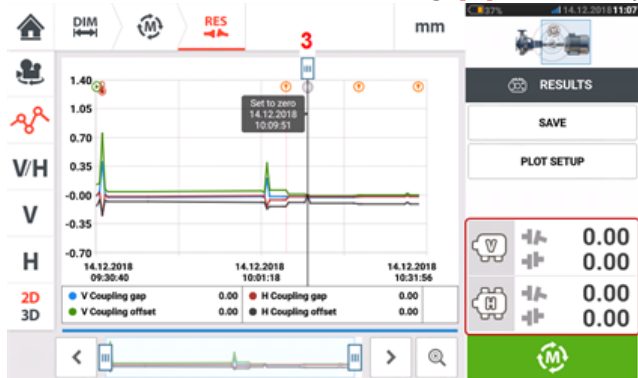 DIM
RES
mm
37%
14.12.2018 11:07
3
RESULTS
SAVE
PLOT SETUP
1.40
1.05
0.70
0.35
-0.00
-0.35
-0.70
Set to zero
14.12.2018
10:09:51
14.12.2018
09:30:40
14.12.2018
10:01:18
14.12.2018
10:31:56
V/H
V
H
2D
3D
V Coupling gap 0.00
H Coupling gap 0.00
V Coupling offset 0.00
H Coupling offset 0.00
V
0.00
0.00
H
0.00
0.00
M